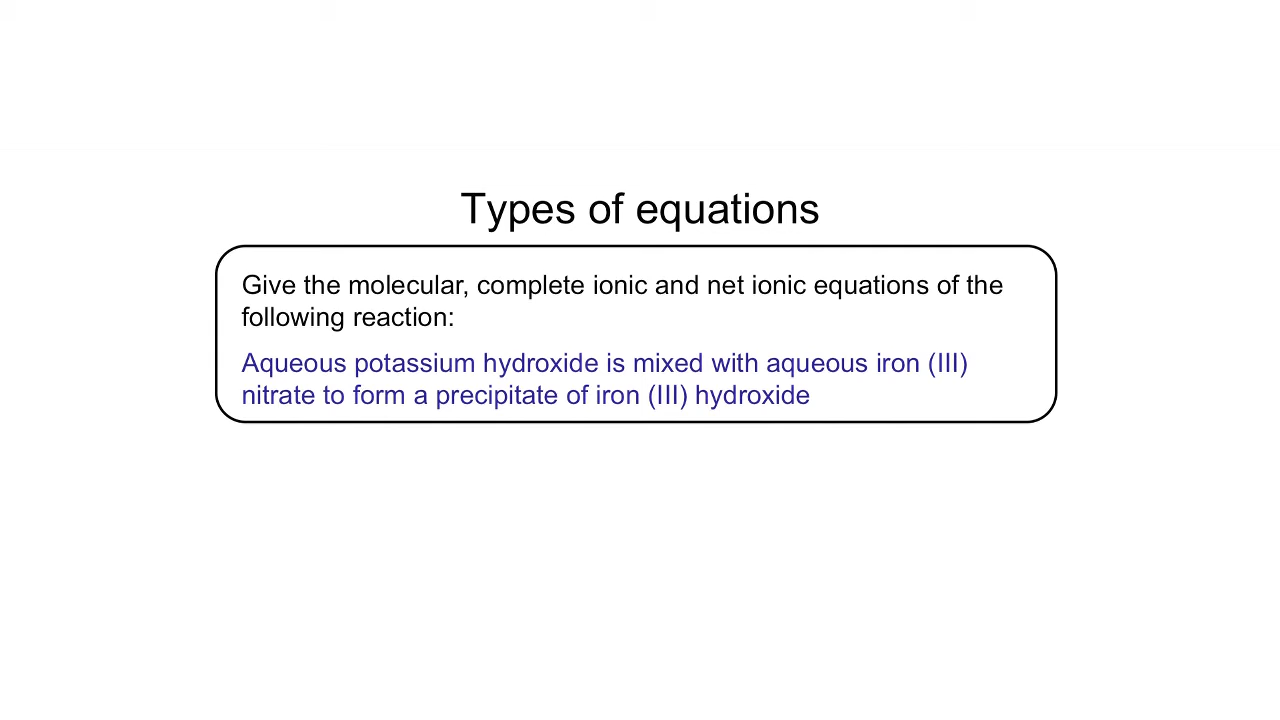 Types of equations
Give the molecular, complete ionic and net ionic equations of the
following reaction:
Aqueous potassium hydroxide is mixed with aqueous iron (III)
nitrate to form a precipitate of iron (III) hydroxide